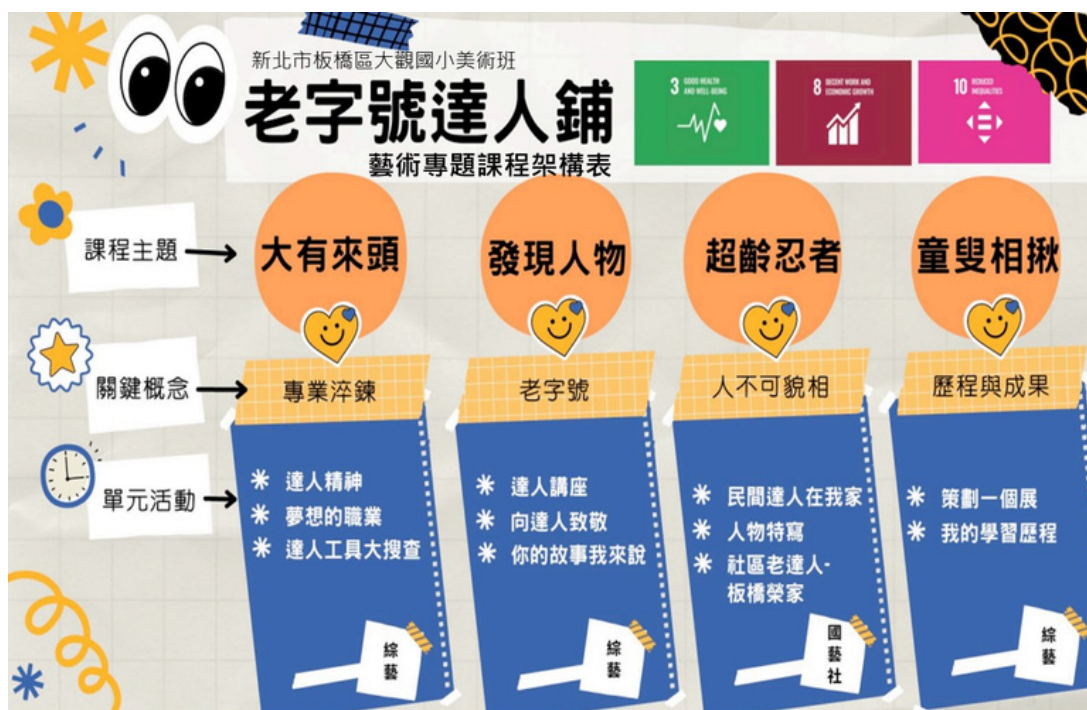 新北市板橋區大觀國小美術班
老字號達人鋪
藝術專題課程架構表
3 GOOD HEALTH
AND WELL-BEING
8 DECENT WORK AND
ECONOMIC GROWTH
10 REDUCED
INEQUALITIES
課程主題
大有來頭
發現人物
超齡忍者
童叟相揪
關鍵概念
專業淬鍊
老字號
人不可貌相
歷程與成果
單元活動
達人精神
夢想的職業
達人工具大搜查
綜藝
達人講座
向達人致敬
你的故事我來說
綜藝
民間達人在我家
人物特寫
社區老達人-
板橋榮家
國藝社
策劃一個展
我的學習歷程
綜藝